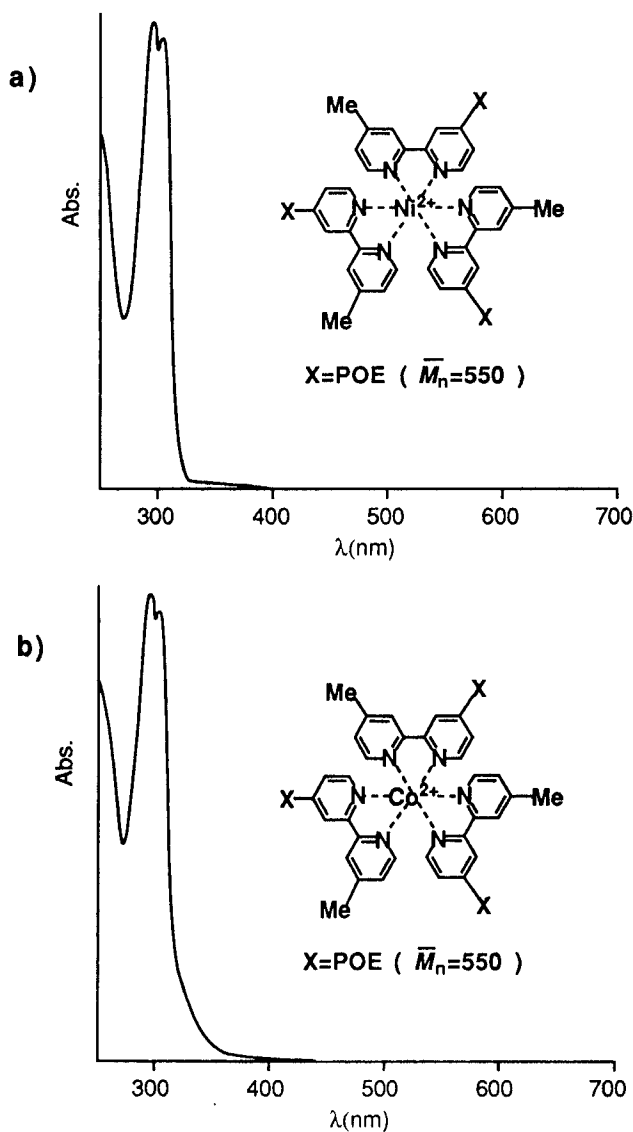 a)
Abs.
Me
X
N
N
X
N
Ni2+
N
Me
N
N
Me
X
X=POE ( M̅n=550 )
300
400
500
600
700
λ(nm)
b)
Abs.
Me
X
N
N
X
N
Co2+
N
Me
N
N
Me
X
X=POE ( M̅n=550 )
300
400
500
600
700
λ(nm)